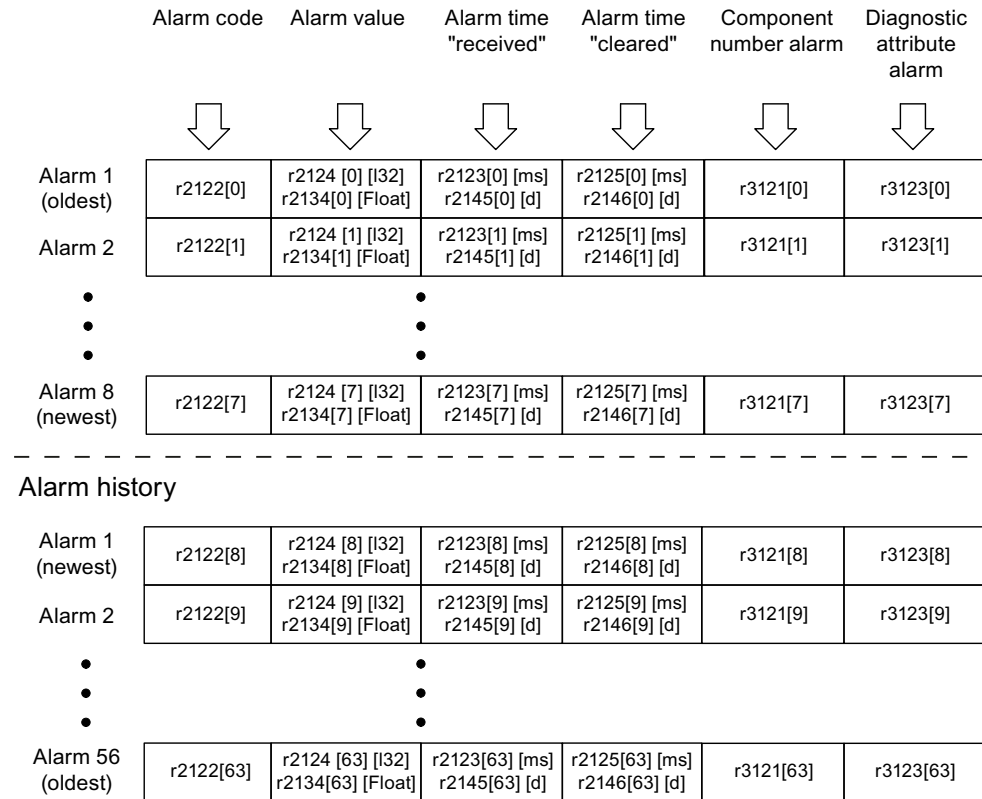 Alarm code Alarm value Alarm time "received" Alarm time "cleared" Component number alarm Diagnostic attribute alarm
Alarm 1 (oldest) r2122[0] r2124 [0] [I32] r2134[0] [Float] r2123[0] [ms] r2145[0] [d] r2125[0] [ms] r2146[0] [d] r3121[0] r3123[0]
Alarm 2 r2122[1] r2124 [1] [I32] r2134[1] [Float] r2123[1] [ms] r2145[1] [d] r2125[1] [ms] r2146[1] [d] r3121[1] r3123[1]
Alarm 8 (newest) r2122[7] r2124 [7] [I32] r2134[7] [Float] r2123[7] [ms] r2145[7] [d] r2125[7] [ms] r2146[7] [d] r3121[7] r3123[7]
Alarm history
Alarm 1 (newest) r2122[8] r2124 [8] [I32] r2134[8] [Float] r2123[8] [ms] r2145[8] [d] r2125[8] [ms] r2146[8] [d] r3121[8] r3123[8]
Alarm 2 r2122[9] r2124 [9] [I32] r2134[9] [Float] r2123[9] [ms] r2145[9] [d] r2125[9] [ms] r2146[9] [d] r3121[9] r3123[9]
Alarm 56 (oldest) r2122[63] r2124 [63] [I32] r2134[63] [Float] r2123[63] [ms] r2145[63] [d] r2125[63] [ms] r2146[63] [d] r3121[63] r3123[63]